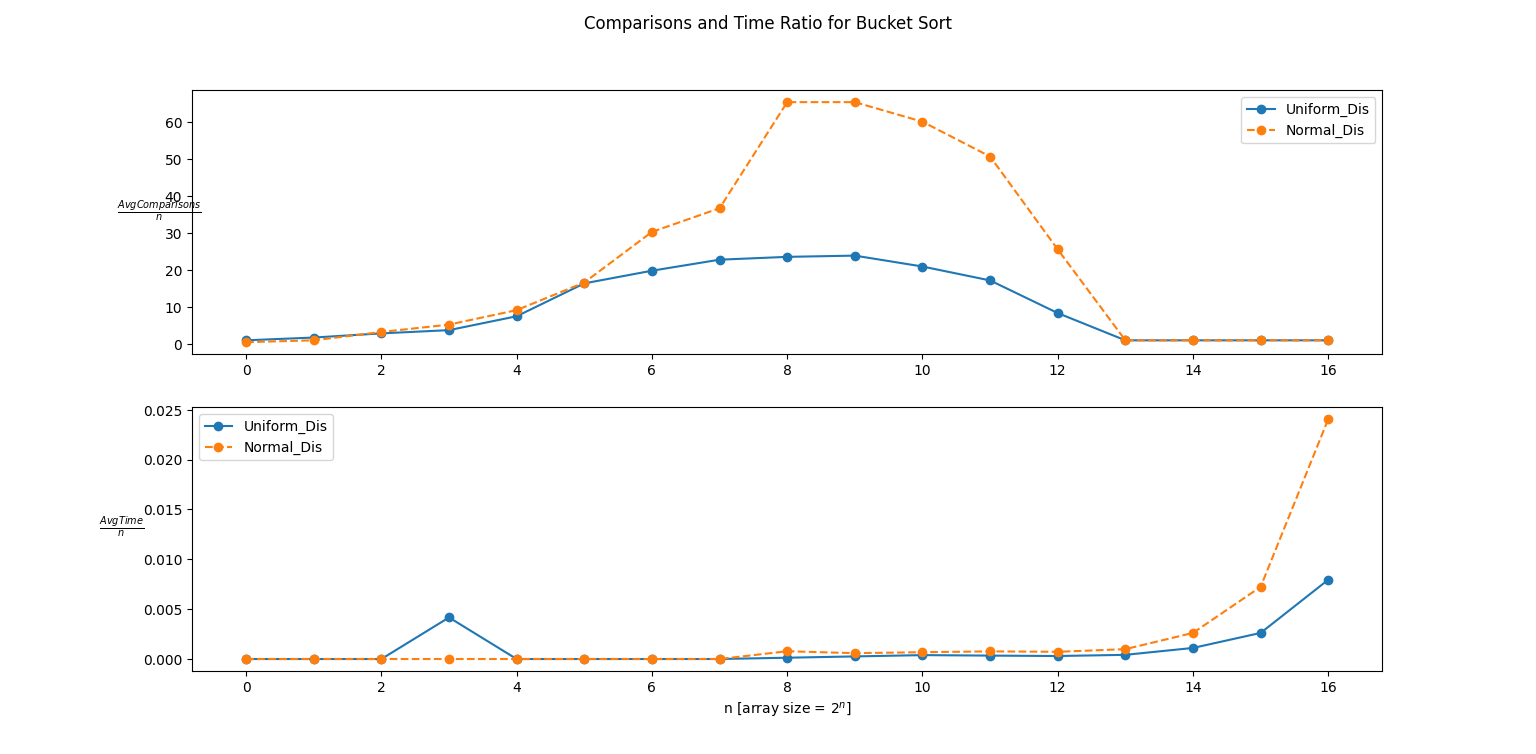 Comparisons and Time Ratio for Bucket Sort
60
50
40
30
20
10
0
AvgComparisons
n
Uniform_Dis
Normal_Dis
0 2 4 6 8 10 12 14 16
0.025
0.020
0.015
0.010
0.005
0.000
AvgTime
n
Uniform_Dis
Normal_Dis
0 2 4 6 8 10 12 14 16
n [array size = 2ⁿ]